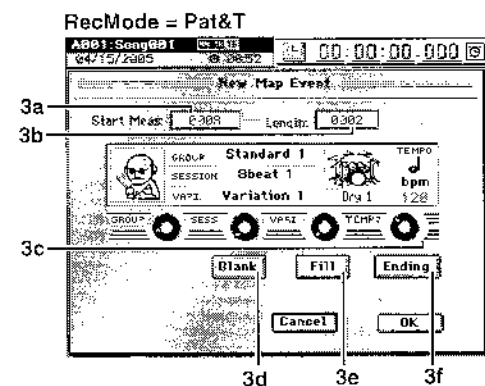 RecMode = Pat&T
A001:Song001
04/15/2005 00:00:00.000
New Map Event
3a
Start Meas: Length: 0002
3b
GROUP Standard 1 TEMPO
SESSION 8beat 1
bpm
VARI. Variation 1 Dry 1 120
GROUP SESS VARI TEMPO
3c
Blank Fill Ending
Cancel OK
3d 3e 3f